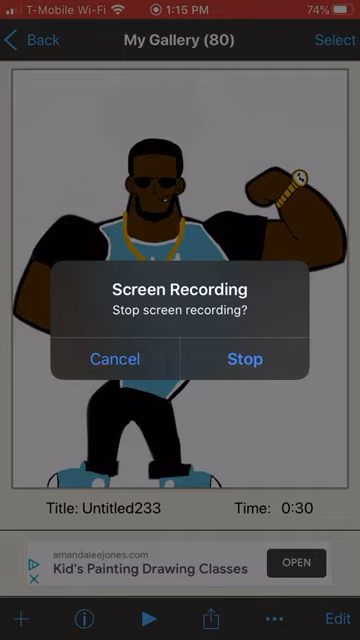 T-Mobile Wi-Fi 1:15 PM 74%
Back My Gallery (80) Select
Screen Recording
Stop screen recording?
Cancel Stop
Title: Untitled233 Time: 0:30
amandaleejones.com
Kid's Painting Drawing Classes
OPEN
Edit